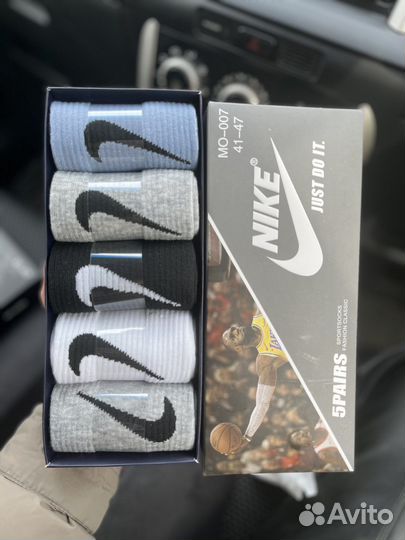 MO-007
41-47
NIKE®
JUST DO IT.
5PAIRS
SPORTSOCKS
FASHION CLASSIC
Avito